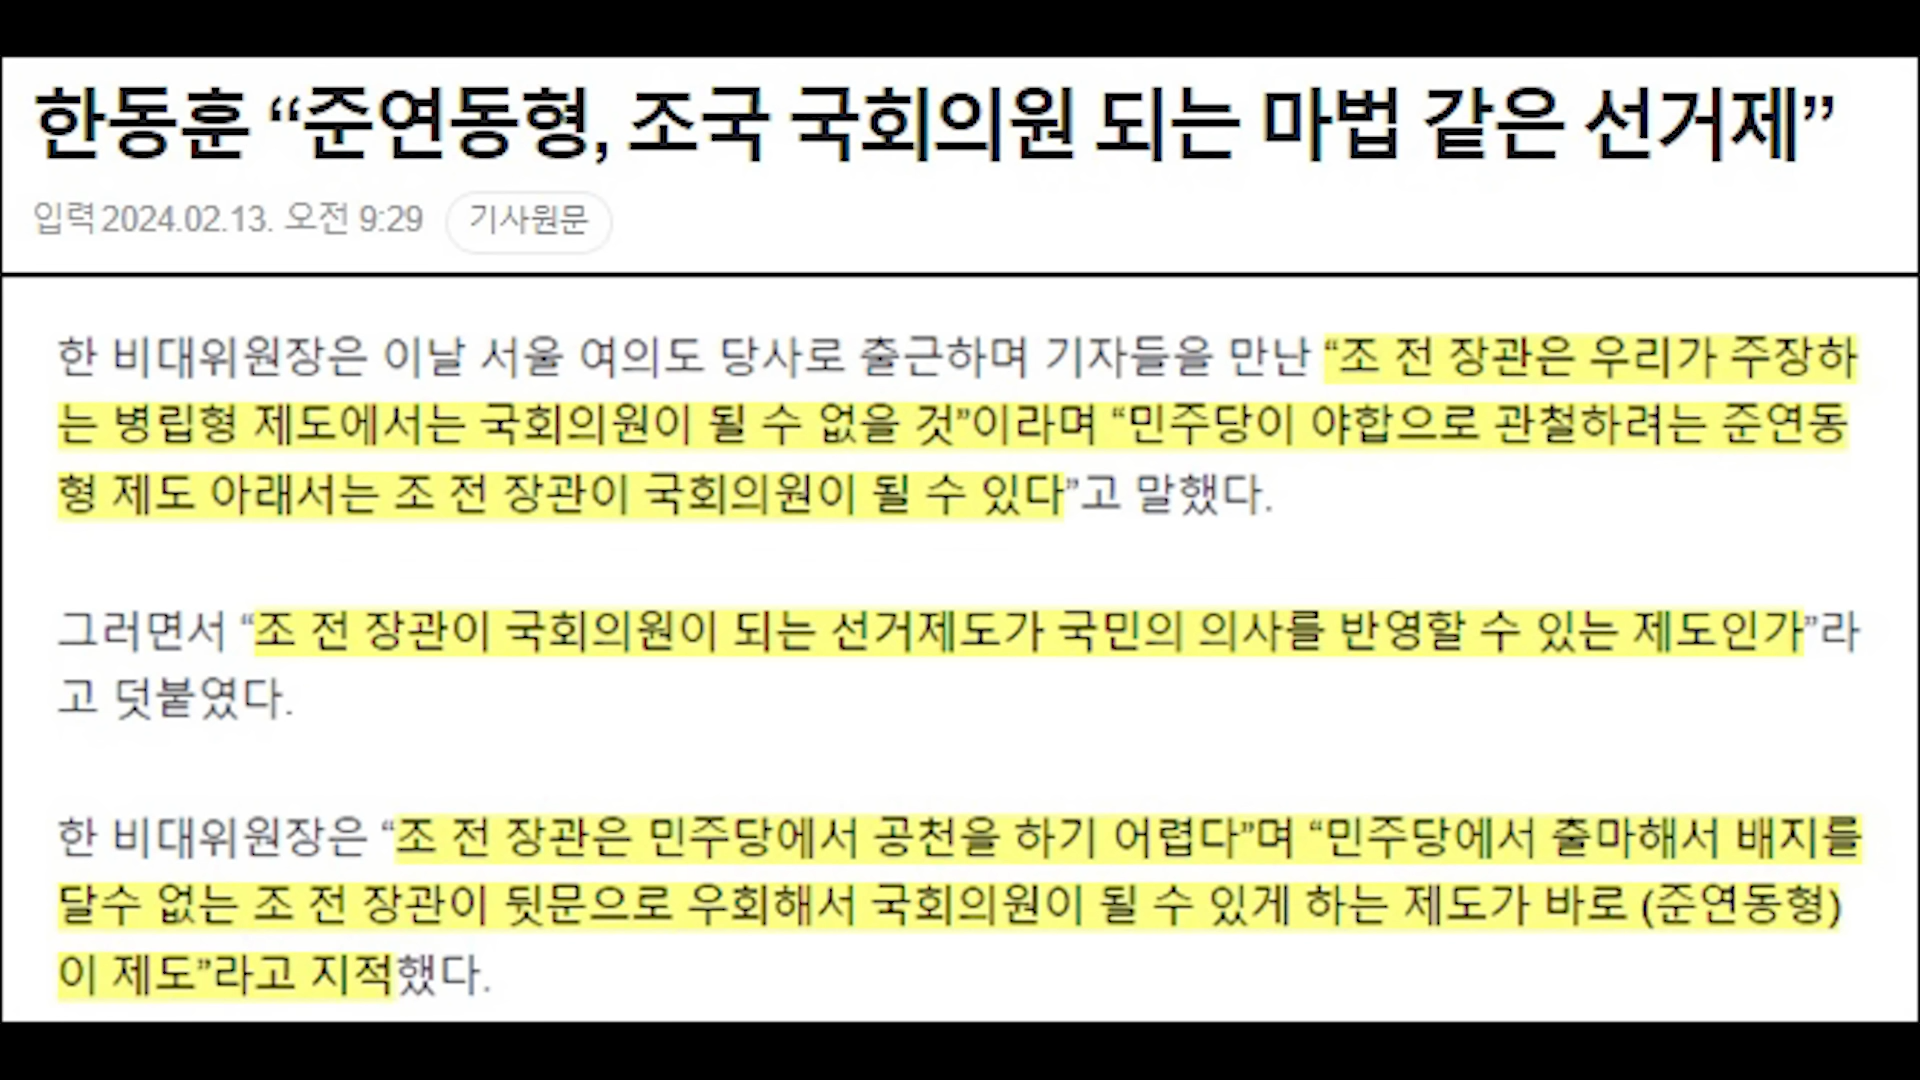 한동훈 “준연동형, 조국 국회의원 되는 마법 같은 선거제”
입력 2024.02.13. 오전 9:29 기사원문
한 비대위원장은 이날 서울 여의도 당사로 출근하며 기자들을 만난 “조 전 장관은 우리가 주장하
는 병립형 제도에서는 국회의원이 될 수 없을 것”이라며 “민주당이 야합으로 관철하려는 준연동
형 제도 아래서는 조 전 장관이 국회의원이 될 수 있다”고 말했다.
그러면서 “조 전 장관이 국회의원이 되는 선거제도가 국민의 의사를 반영할 수 있는 제도인가”라
고 덧붙였다.
한 비대위원장은 “조 전 장관은 민주당에서 공천을 하기 어렵다”며 “민주당에서 출마해서 배지를
달수 없는 조 전 장관이 뒷문으로 우회해서 국회의원이 될 수 있게 하는 제도가 바로 (준연동형)
이 제도”라고 지적했다.